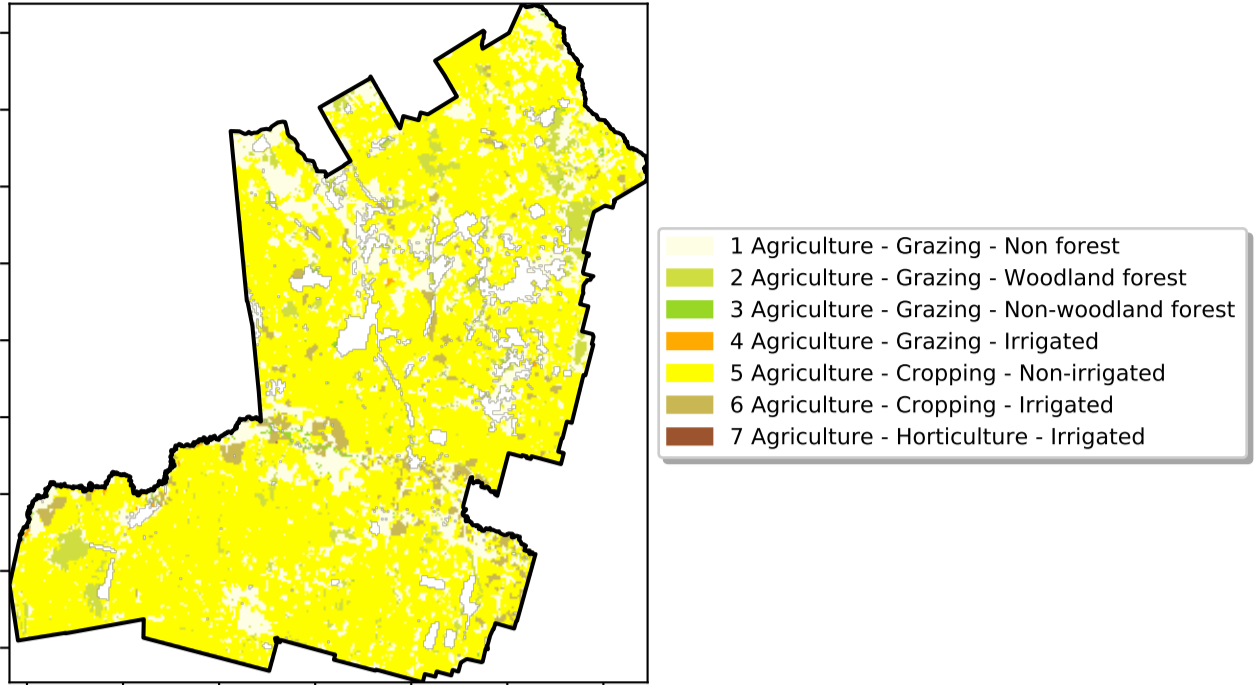 1 Agriculture - Grazing - Non forest
2 Agriculture - Grazing - Woodland forest
3 Agriculture - Grazing - Non-woodland forest
4 Agriculture - Grazing - Irrigated
5 Agriculture - Cropping - Non-irrigated
6 Agriculture - Cropping - Irrigated
7 Agriculture - Horticulture - Irrigated